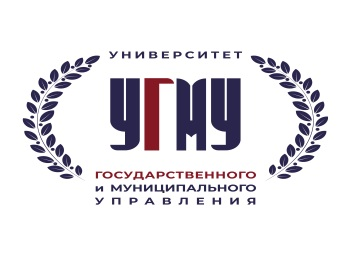 УНИВЕРСИТЕТ
УГМУ
ГОСУДАРСТВЕННОГО
и МУНИЦИПАЛЬНОГО
УПРАВЛЕНИЯ